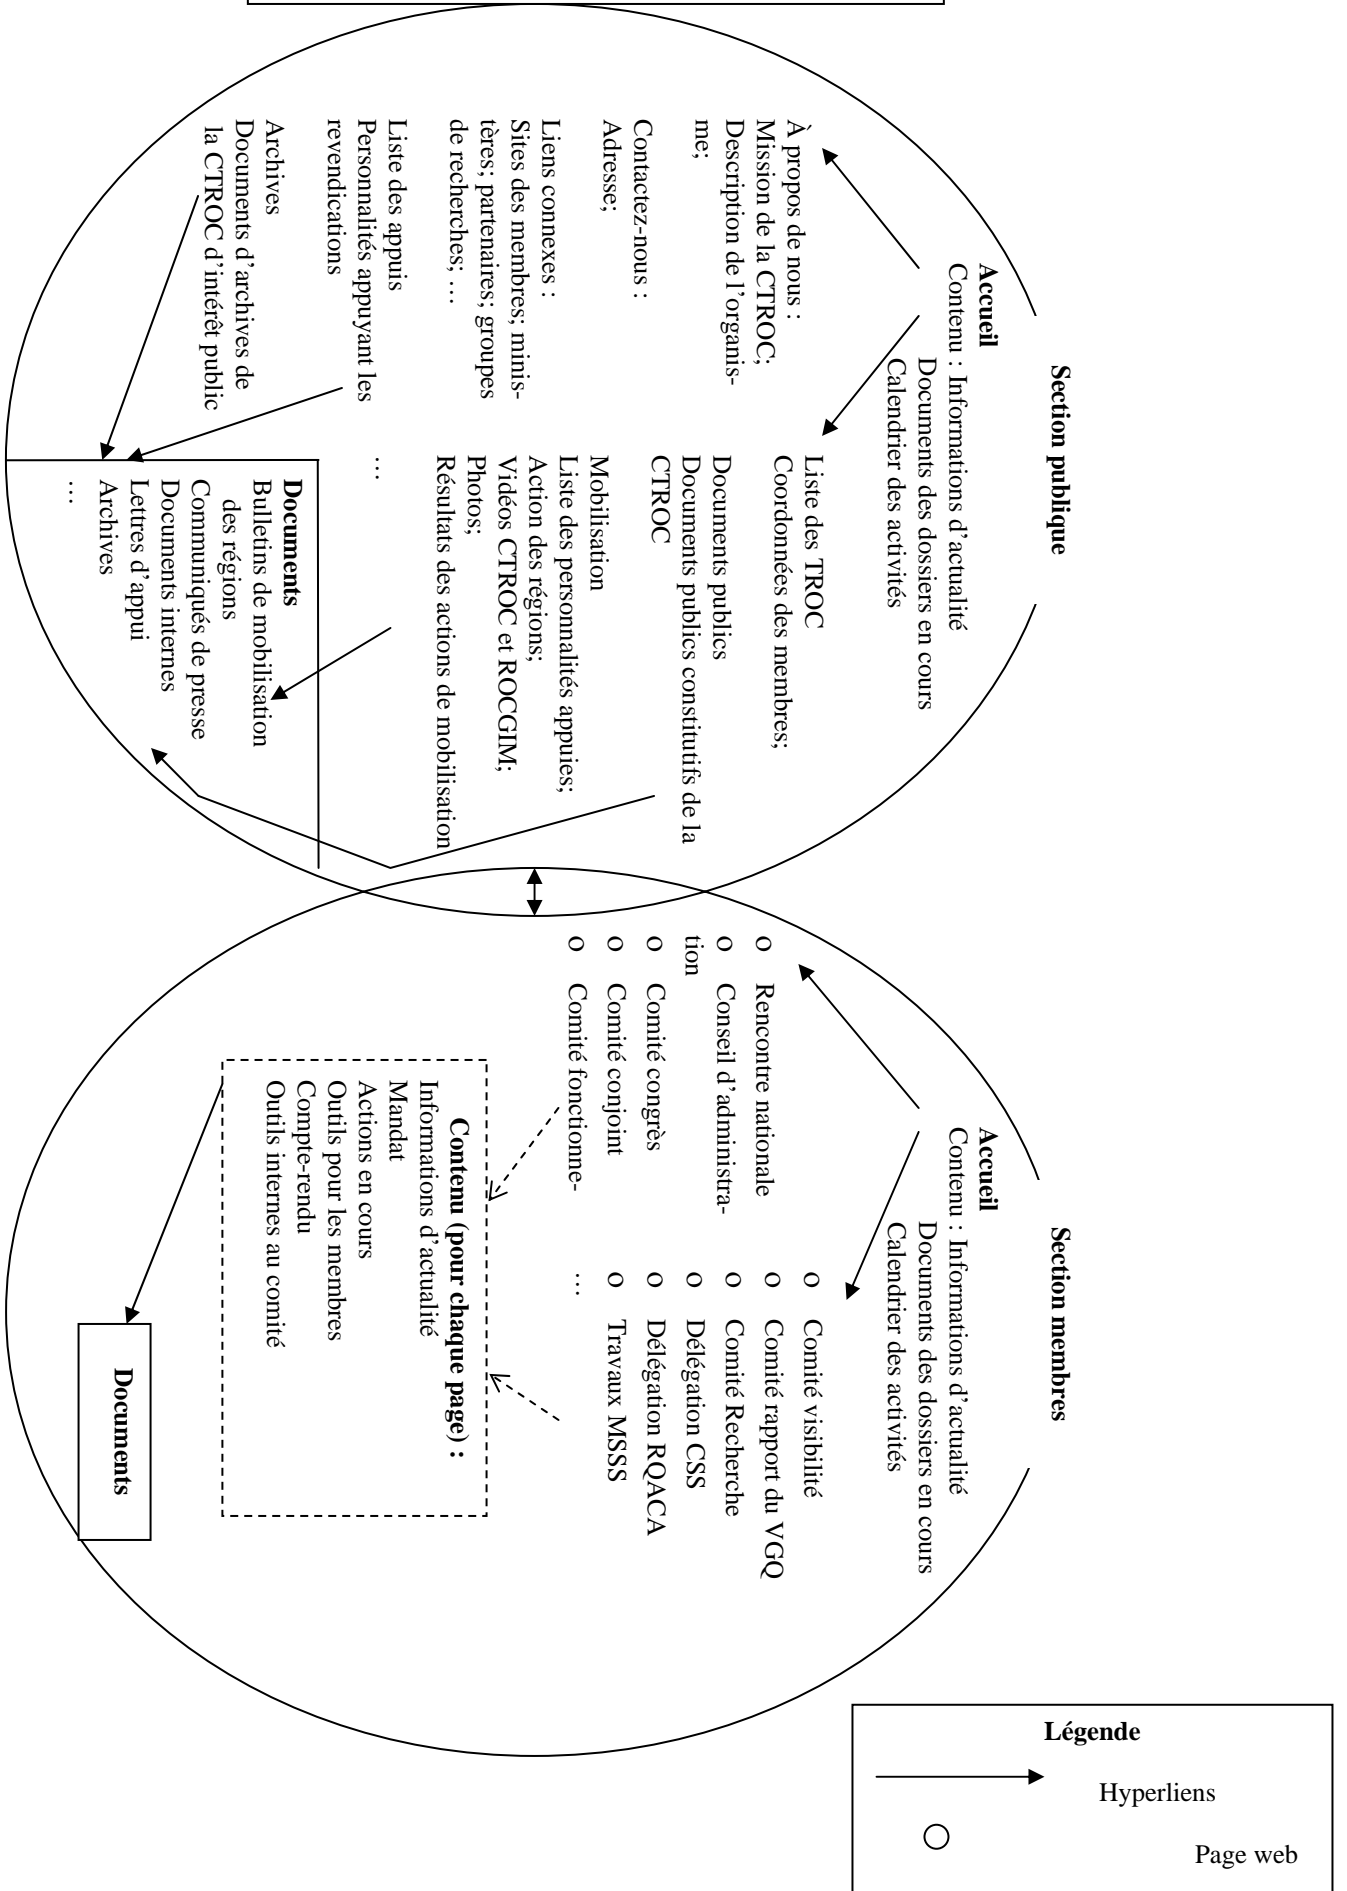 Section publique
Accueil
Contenu : Informations d'actualité
Documents des dossiers en cours
Calendrier des activités
À propos de nous :
Mission de la CTROC;
Description de l'organis-
me;
Contactez-nous :
Adresse;
Liens connexes :
Sites des membres; minis-
tères; partenaires; groupes
de recherches; …
Liste des appuis
Personnalités appuyant les
revendications
Archives
Documents d'archives de
la CTROC d'intérêt public
Liste des TROC
Coordonnées des membres;
Documents publics
Documents publics constitutifs de la
CTROC
Mobilisation
Liste des personnalités appuies;
Action des régions;
Vidéos CTROC et ROCGIM;
Photos;
Résultats des actions de mobilisation
…
Documents
Bulletins de mobilisation
des régions
Communiqués de presse
Documents internes
Lettres d'appui
Archives
…
Section membres
Accueil
Contenu : Informations d'actualité
Documents des dossiers en cours
Calendrier des activités
o Rencontre nationale
o Conseil d'administra-
tion
o Comité congrès
o Comité conjoint
o Comité fonctionne-
o Comité visibilité
o Comité rapport du VGQ
o Comité Recherche
o Délégation CSS
o Délégation RQACA
o Travaux MSSS
…
Contenu (pour chaque page) :
Informations d'actualité
Mandat
Actions en cours
Outils pour les membres
Compte-rendu
Outils internes au comité
Documents
Légende
Hyperliens
Page web